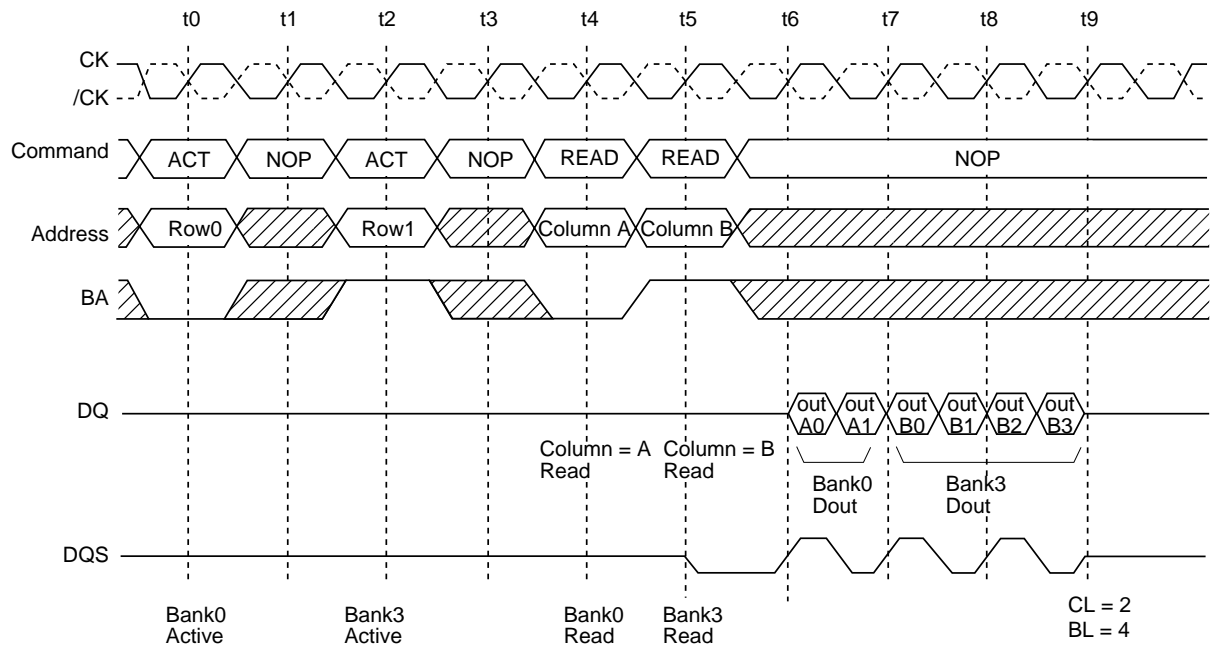 t0 t1 t2 t3 t4 t5 t6 t7 t8 t9
CK
/CK
Command ACT NOP ACT NOP READ READ NOP
Address Row0 Row1 Column A Column B
BA
DQ out out out out out out
A0 A1 B0 B1 B2 B3
Column = A Column = B
Read Read
Bank0 Bank3
Dout Dout
DQS
Bank0 Bank3 Bank0 Bank3
Active Active Read Read
CL = 2
BL = 4